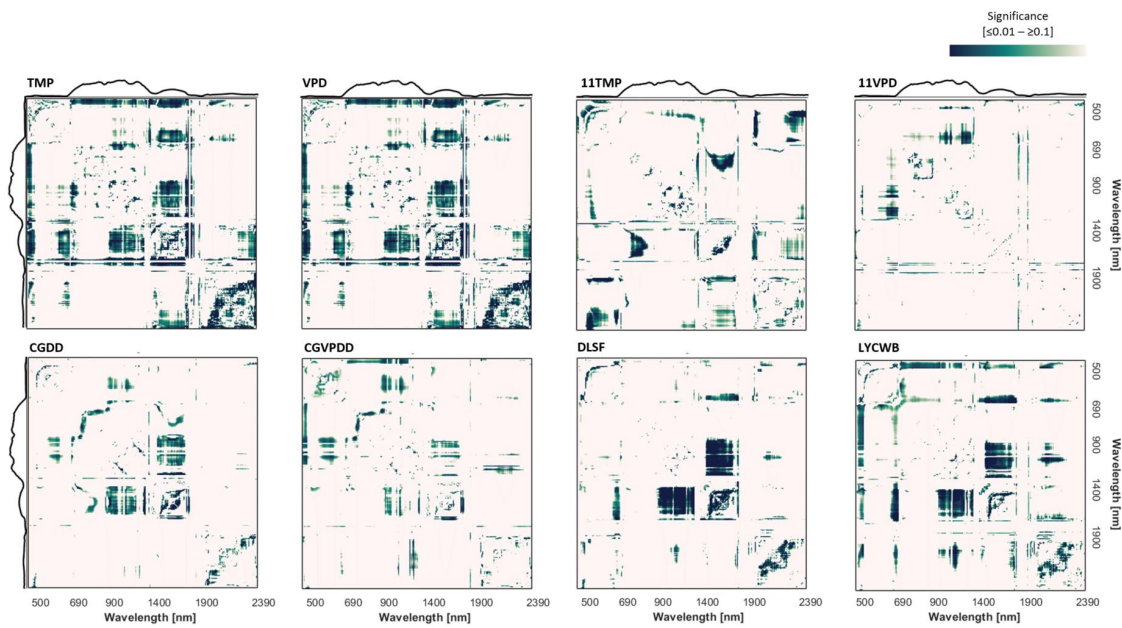 Significance
[≤0.01 – ≥0.1]
TMP
VPD
11TMP
11VPD
500
690
900
1400
1900
Wavelength [nm]
CGDD
CGVPDD
DLSF
LYCWB
500
690
900
1400
1900
Wavelength [nm]
500 690 900 1400 1900 2390
500 690 900 1400 1900 2390
500 690 900 1400 1900 2390
500 690 900 1400 1900 2390
Wavelength [nm]
Wavelength [nm]
Wavelength [nm]
Wavelength [nm]